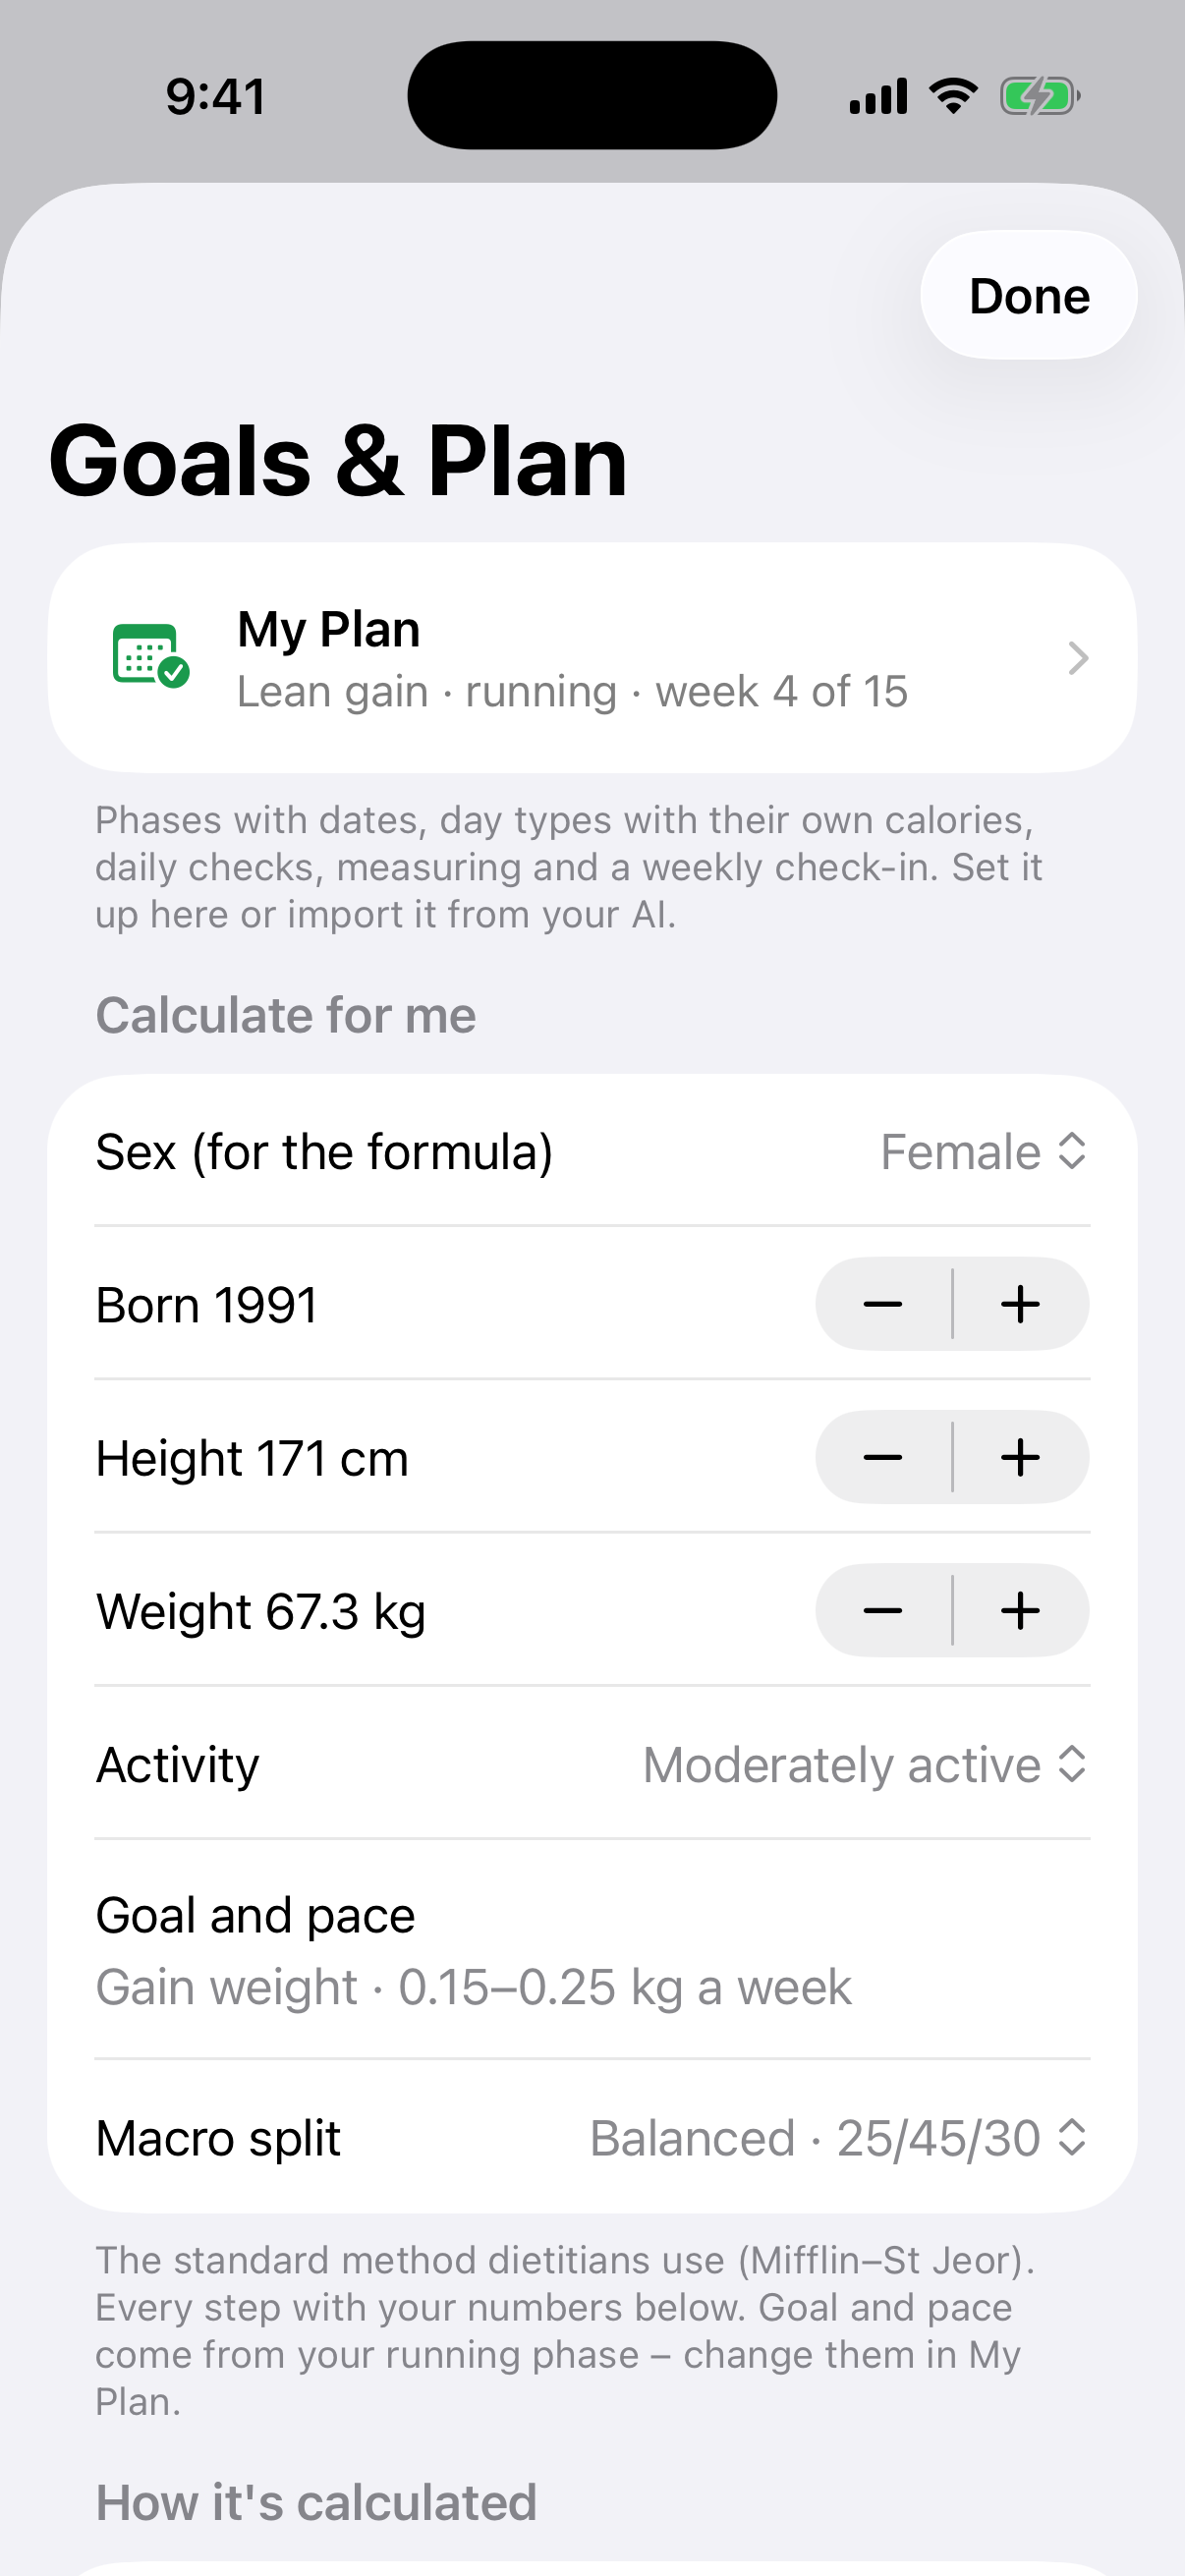 9:41
Done
Goals & Plan
My Plan
Lean gain · running · week 4 of 15
Phases with dates, day types with their own calories,
daily checks, measuring and a weekly check-in. Set it
up here or import it from your AI.
Calculate for me
Sex (for the formula) Female
Born 1991
Height 171 cm
Weight 67.3 kg
Activity Moderately active
Goal and pace
Gain weight · 0.15–0.25 kg a week
Macro split Balanced · 25/45/30
The standard method dietitians use (Mifflin–St Jeor).
Every step with your numbers below. Goal and pace
come from your running phase – change them in My
Plan.
How it's calculated